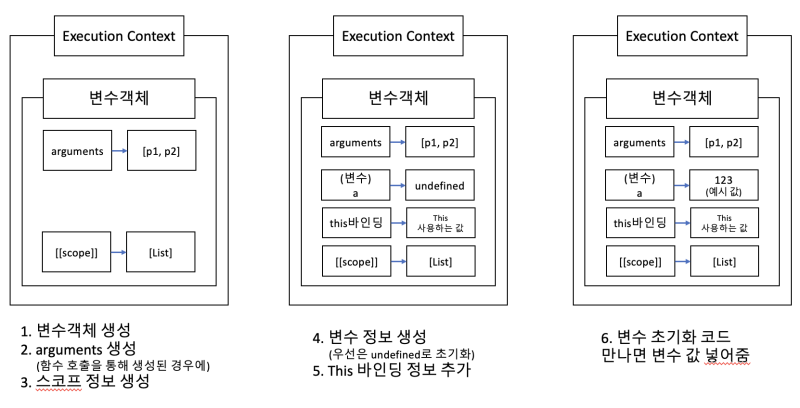 Execution Context
변수객체
arguments
[p1, p2]
[[scope]]
[List]
1. 변수객체 생성
2. arguments 생성
(함수 호출을 통해 생성된 경우에)
3. 스코프 정보 생성
Execution Context
변수객체
arguments
[p1, p2]
(변수)
a
undefined
this바인딩
This
사용하는 값
[[scope]]
[List]
4. 변수 정보 생성
(우선은 undefined로 초기화)
5. This 바인딩 정보 추가
Execution Context
변수객체
arguments
[p1, p2]
(변수)
a
123
(예시 값)
this바인딩
This
사용하는 값
[[scope]]
[List]
6. 변수 초기화 코드
만나면 변수 값 넣어줌